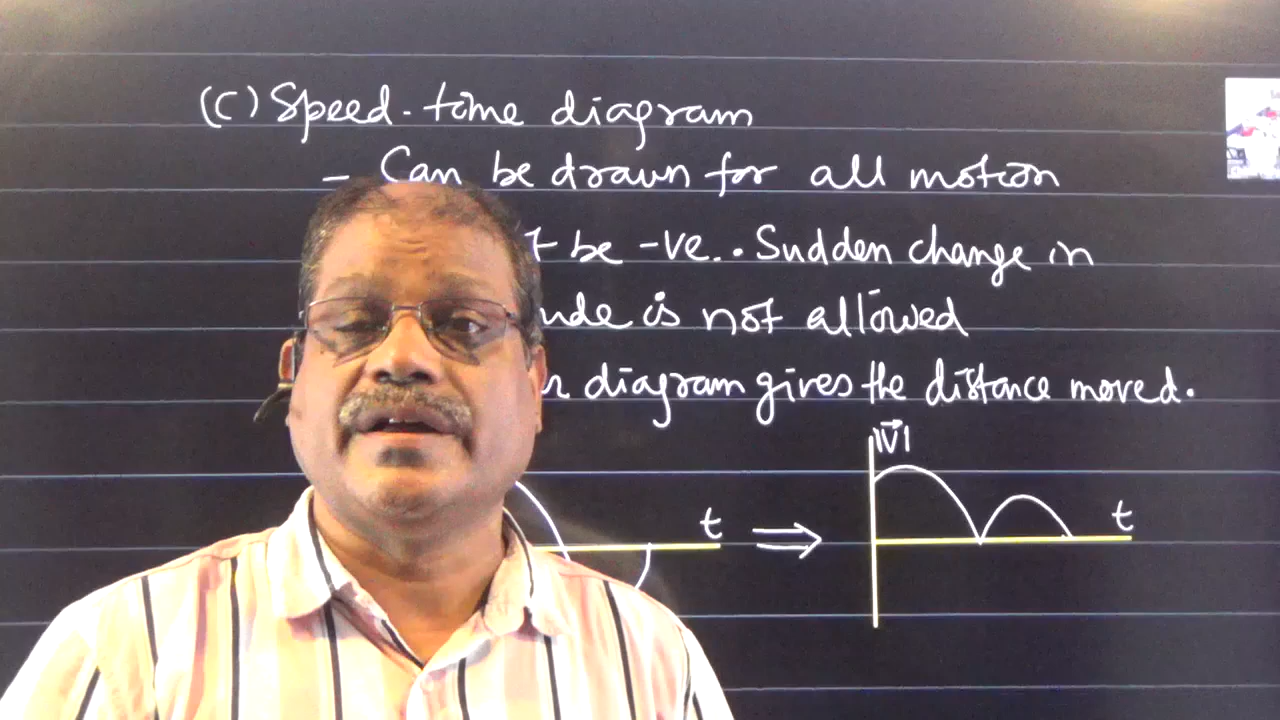 (C) Speed-time diagram
- Can be drawn for all motion
be -ve.. Sudden change in
is not allowed
diagram gives the distance moved.
|V⃗|
t ⇒ t